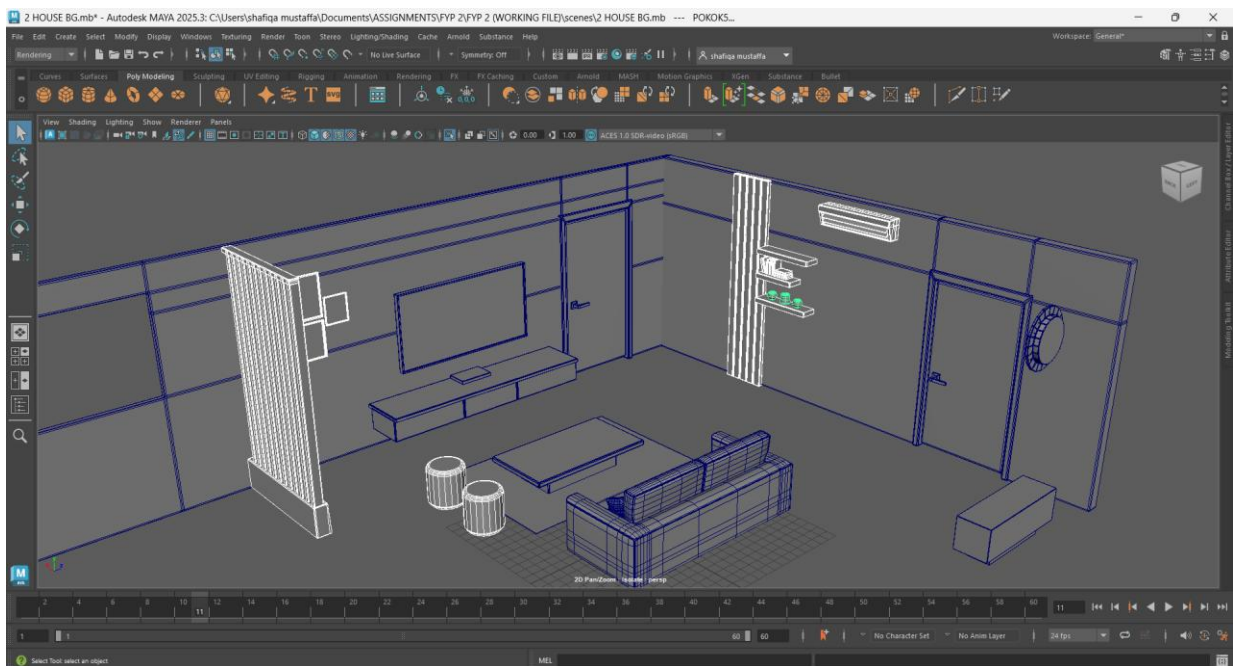 2 HOUSE BG.mb* - Autodesk MAYA 2025.3: C:\Users\shafiqa mustaffa\Documents\ASSIGNMENTS\FYP 2\FYP 2 (WORKING FILE)\scenes\2 HOUSE BG.mb --- POKOK5...
File Edit Create Select Modify Display Windows Texturing Render Toon Stereo Lighting/Shading Cache Arnold Substance Help
Workspace: General*
Rendering No Live Surface Symmetry: Off shafiqa mustaffa
Curves Surfaces Poly Modeling Sculpting UV Editing Rigging Animation Rendering FX FX Caching Custom Arnold MASH Motion Graphics XGen Substance Bullet
View Shading Lighting Show Renderer Panels
0.00 1.00 ACES 1.0 SDR-video (sRGB)
Channel Box / Layer Editor
Attribute Editor
Modeling Toolkit
2D Pan/Zoom Isolate : persp
2 4 6 8 10 12 14 16 18 20 22 24 26 28 30 32 34 36 38 40 42 44 46 48 50 52 54 56 58 60 11
11
1 1 60 60 No Character Set No Anim Layer 24 fps
Select Tool: select an object MEL